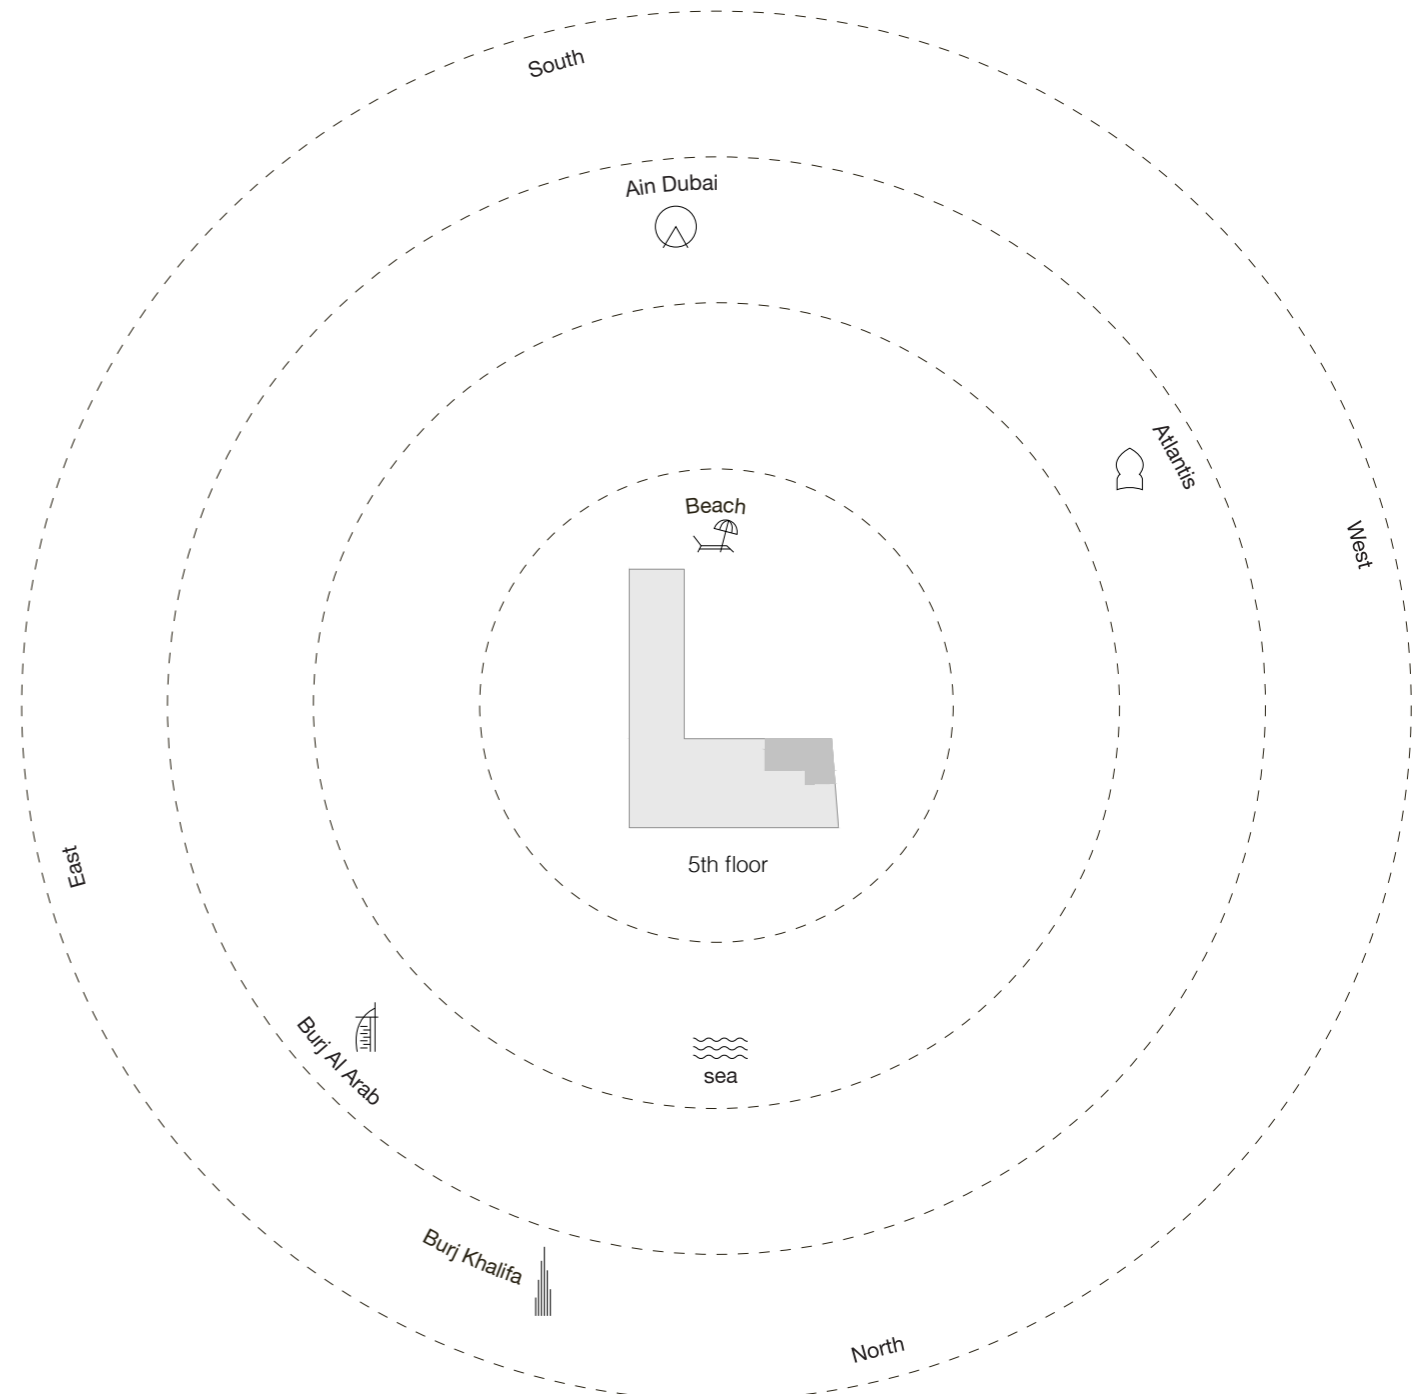 South
Ain Dubai
Atlantis
Beach
West
East
5th floor
Burj Al Arab
sea
Burj Khalifa
North